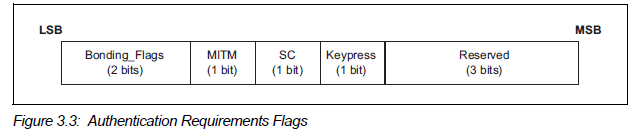 LSB MSB
Bonding_Flags MITM SC Keypress Reserved
(2 bits) (1 bit) (1 bit) (1 bit) (3 bits)
Figure 3.3: Authentication Requirements Flags